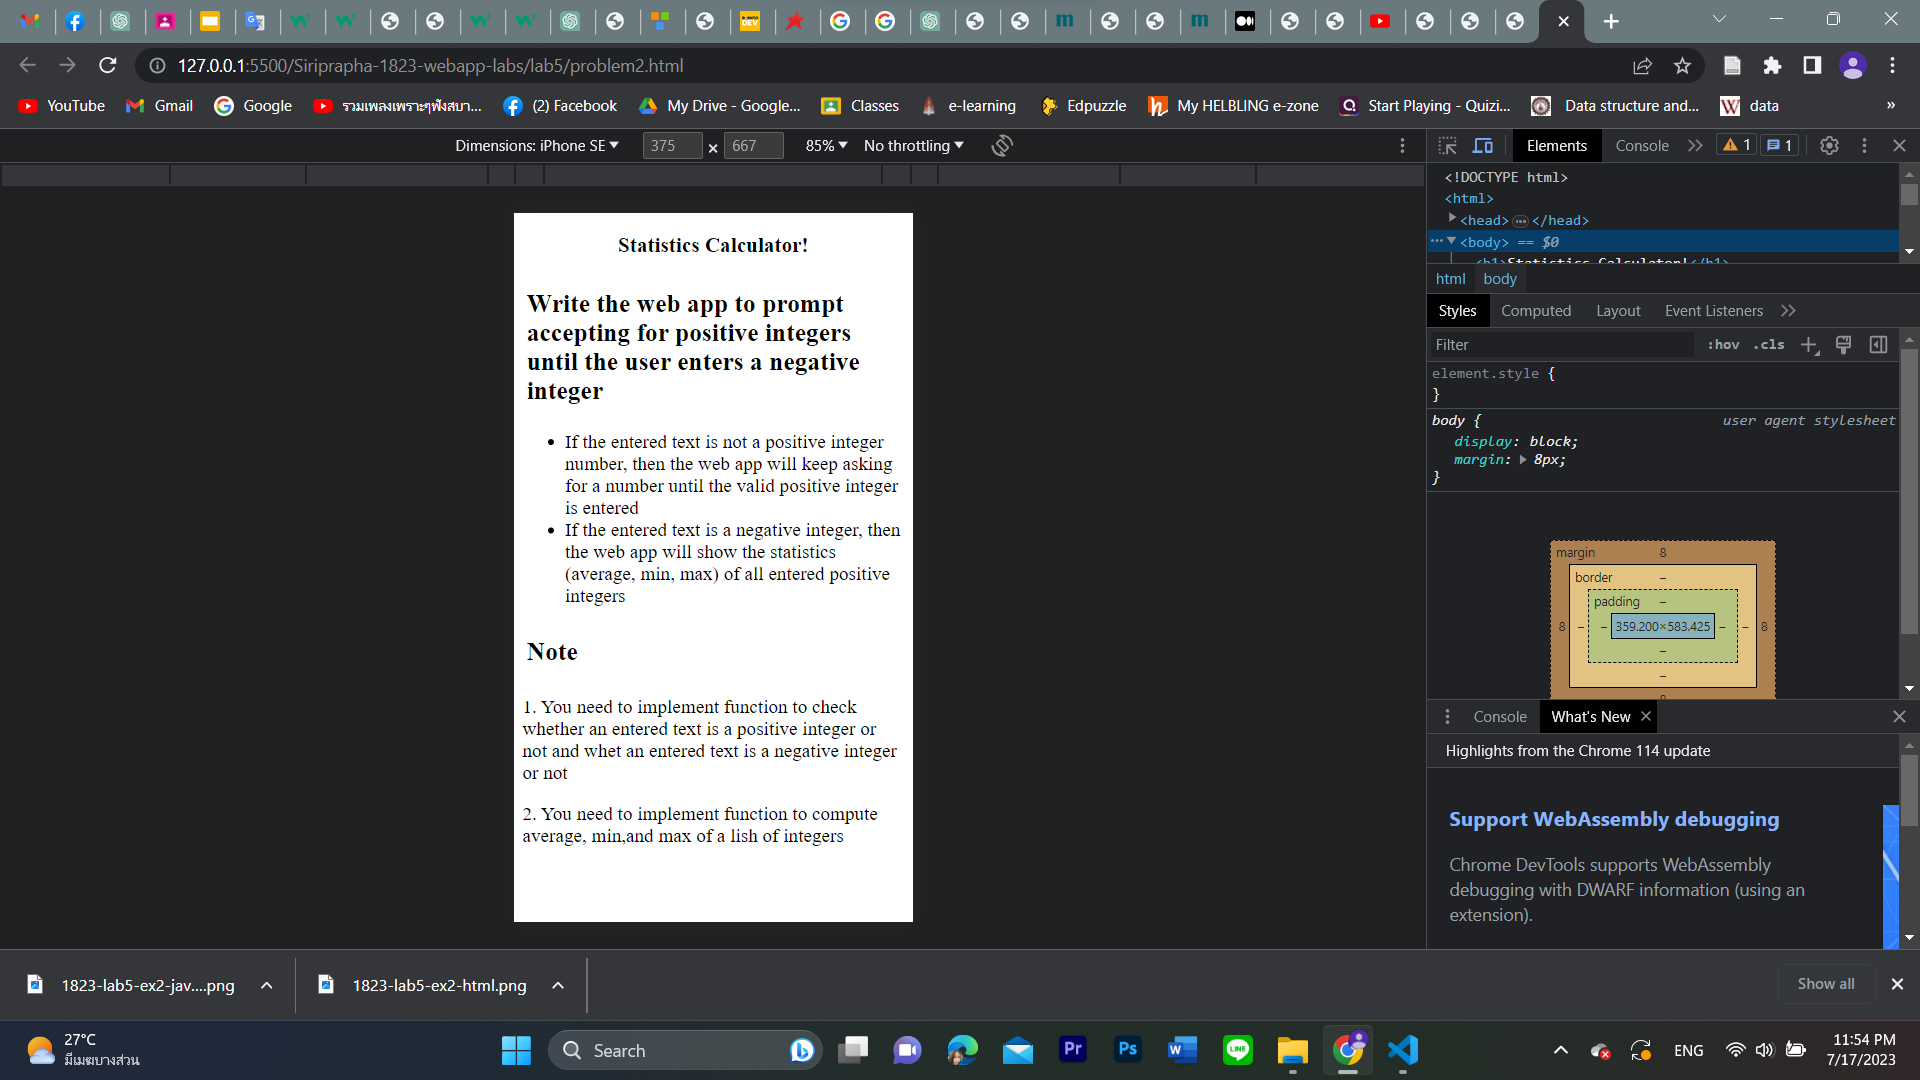 127.0.0.1:5500/Siriprapha-1823-webapp-labs/lab5/problem2.html
YouTube
Gmail
Google
รวมเพลงเพราะๆฟังสบา...
(2) Facebook
My Drive - Google...
Classes
e-learning
Edpuzzle
My HELBLING e-zone
Start Playing - Quizi...
Data structure and...
data
»
Dimensions: iPhone SE
375 × 667
85%
No throttling
Elements
Console
1
1
<!DOCTYPE html>
<html>
<head> ... </head>
<body> == $0
<h1>Statistics Calculator!</h1>
html body
Styles
Computed
Layout
Event Listeners
Filter
:hov .cls
element.style {
}
body {
user agent stylesheet
display: block;
margin: 8px;
}
margin 8
border –
padding –
8 – – 359.200×583.425 – – 8
–
–
Statistics Calculator!
Write the web app to prompt
accepting for positive integers
until the user enters a negative
integer
• If the entered text is not a positive integer
number, then the web app will keep asking
for a number until the valid positive integer
is entered
• If the entered text is a negative integer, then
the web app will show the statistics
(average, min, max) of all entered positive
integers
Note
1. You need to implement function to check
whether an entered text is a positive integer or
not and whet an entered text is a negative integer
or not
2. You need to implement function to compute
average, min,and max of a lish of integers
Console
What's New
Highlights from the Chrome 114 update
Support WebAssembly debugging
Chrome DevTools supports WebAssembly
debugging with DWARF information (using an
extension).
1823-lab5-ex2-jav....png
1823-lab5-ex2-html.png
Show all
27°C
มีเมฆบางส่วน
Search
Pr
Ps
W
LINE
ENG
11:54 PM
7/17/2023